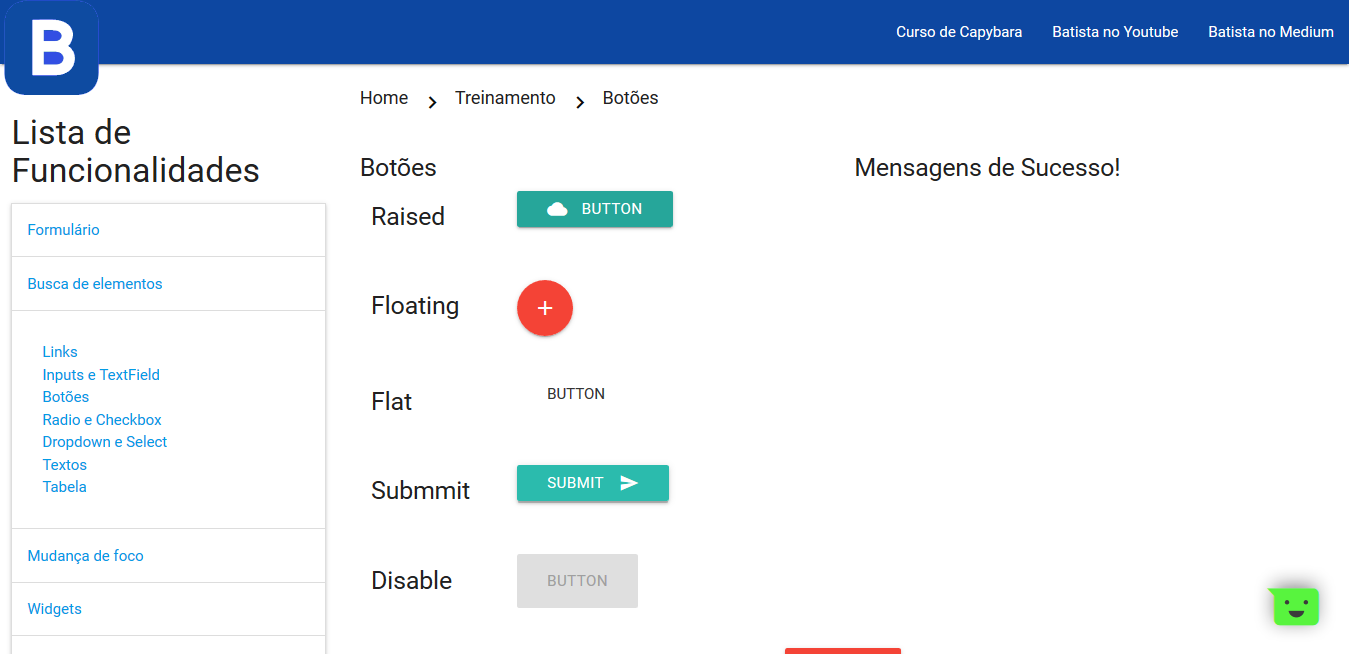 B
Curso de Capybara
Batista no Youtube
Batista no Medium
Home
Treinamento
Botões
Lista de
Funcionalidades
Formulário
Busca de elementos
Links
Inputs e TextField
Botões
Radio e Checkbox
Dropdown e Select
Textos
Tabela
Mudança de foco
Widgets
Botões
Raised
BUTTON
Floating
+
Flat
BUTTON
Submmit
SUBMIT
Disable
BUTTON
Mensagens de Sucesso!